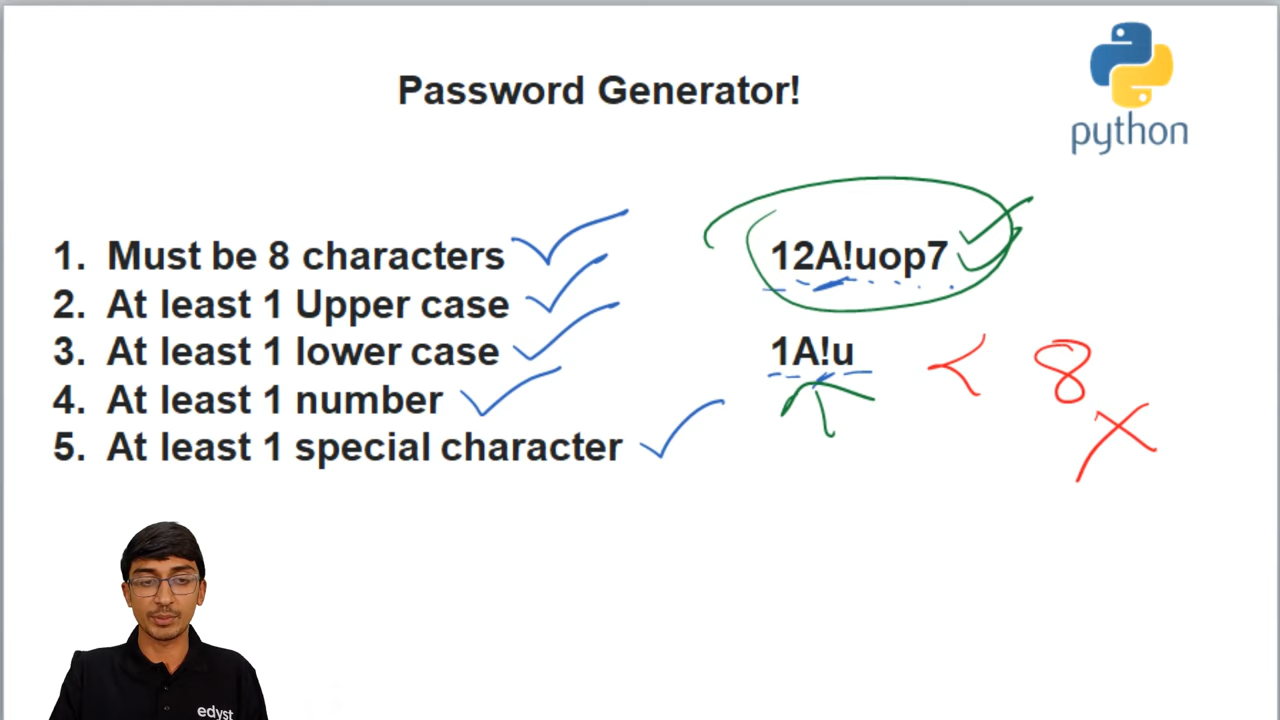 Password Generator!
python
1. Must be 8 characters
2. At least 1 Upper case
3. At least 1 lower case
4. At least 1 number
5. At least 1 special character
12A!uop7
1A!u < 8
edyst